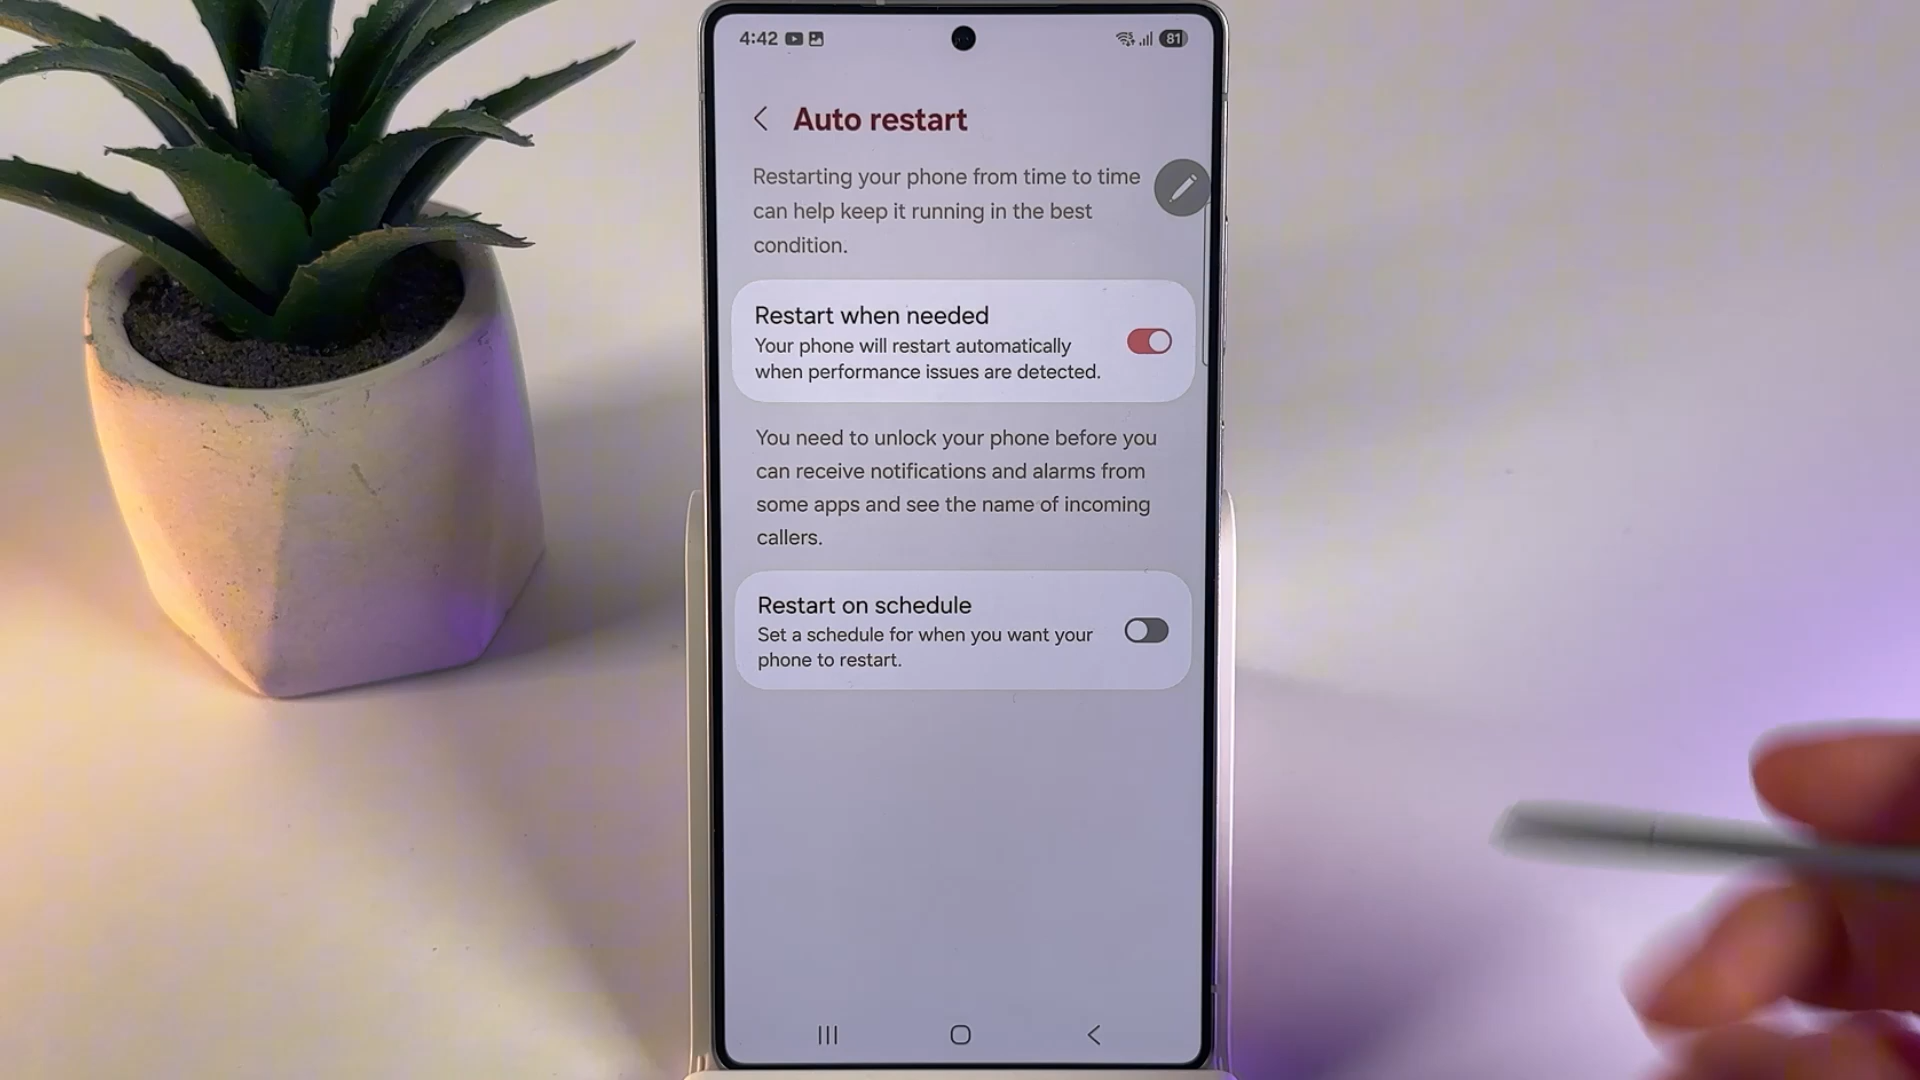 4:42
81
Auto restart
Restarting your phone from time to time
can help keep it running in the best
condition.
Restart when needed
Your phone will restart automatically
when performance issues are detected.
You need to unlock your phone before you
can receive notifications and alarms from
some apps and see the name of incoming
callers.
Restart on schedule
Set a schedule for when you want your
phone to restart.